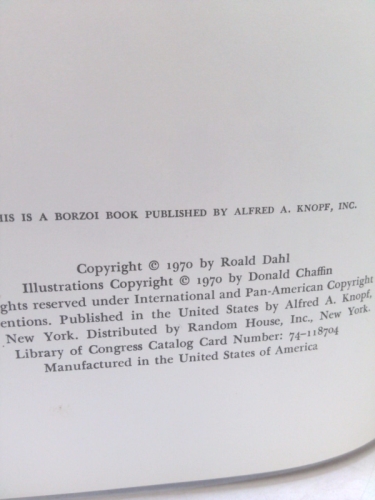 HIS IS A BORZOI BOOK PUBLISHED BY ALFRED A. KNOPF, INC.
Copyright © 1970 by Roald Dahl
Illustrations Copyright © 1970 by Donald Chaffin
ghts reserved under International and Pan-American Copyright
entions. Published in the United States by Alfred A. Knopf,
New York. Distributed by Random House, Inc., New York.
Library of Congress Catalog Card Number: 74-118704
Manufactured in the United States of America